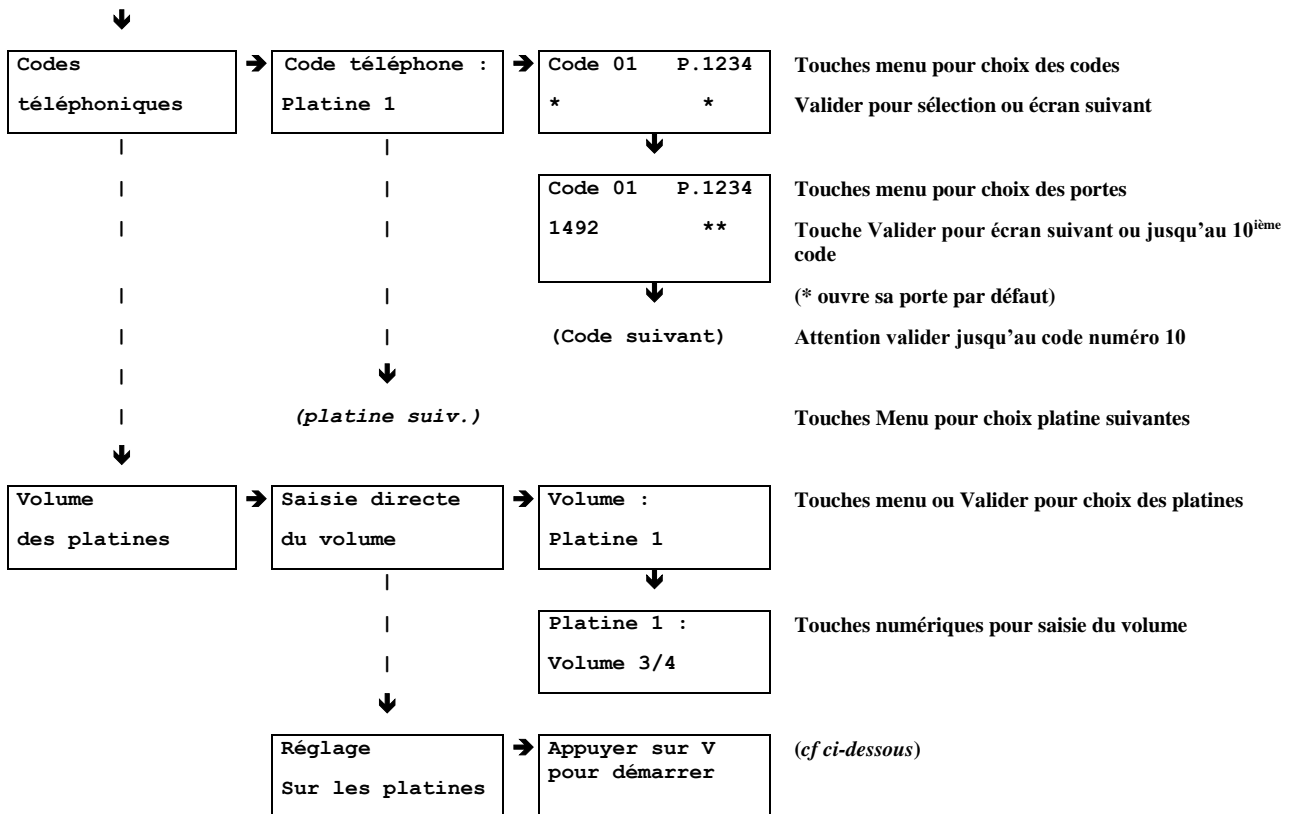 Codes
téléphoniques
Code téléphone :
Platine 1
Code 01 P.1234
* *
Touches menu pour choix des codes
Valider pour sélection ou écran suivant
Code 01 P.1234
1492 **
Touches menu pour choix des portes
Touche Valider pour écran suivant ou jusqu'au 10ième
code
(* ouvre sa porte par défaut)
(Code suivant)
Attention valider jusqu'au code numéro 10
(platine suiv.)
Touches Menu pour choix platine suivantes
Volume
des platines
Saisie directe
du volume
Volume :
Platine 1
Touches menu ou Valider pour choix des platines
Platine 1 :
Volume 3/4
Touches numériques pour saisie du volume
Réglage
Sur les platines
Appuyer sur V
pour démarrer
(cf ci-dessous)